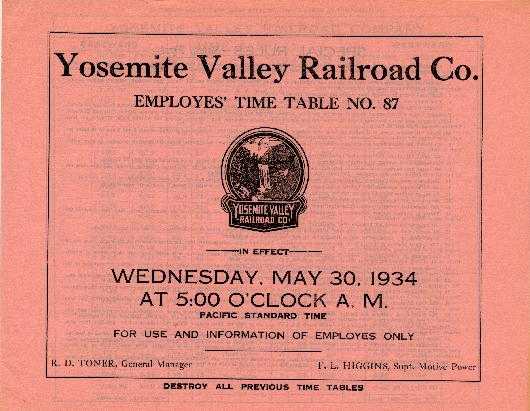 Yosemite Valley Railroad Co.
EMPLOYES' TIME TABLE NO. 87
YOSEMITE VALLEY
RAILROAD CO
IN EFFECT
WEDNESDAY, MAY 30, 1934
AT 5:00 O'CLOCK A. M.
PACIFIC STANDARD TIME
FOR USE AND INFORMATION OF EMPLOYES ONLY
R. D. TONER, General Manager
F. L. HIGGINS, Supt. Motive Power
DESTROY ALL PREVIOUS TIME TABLES